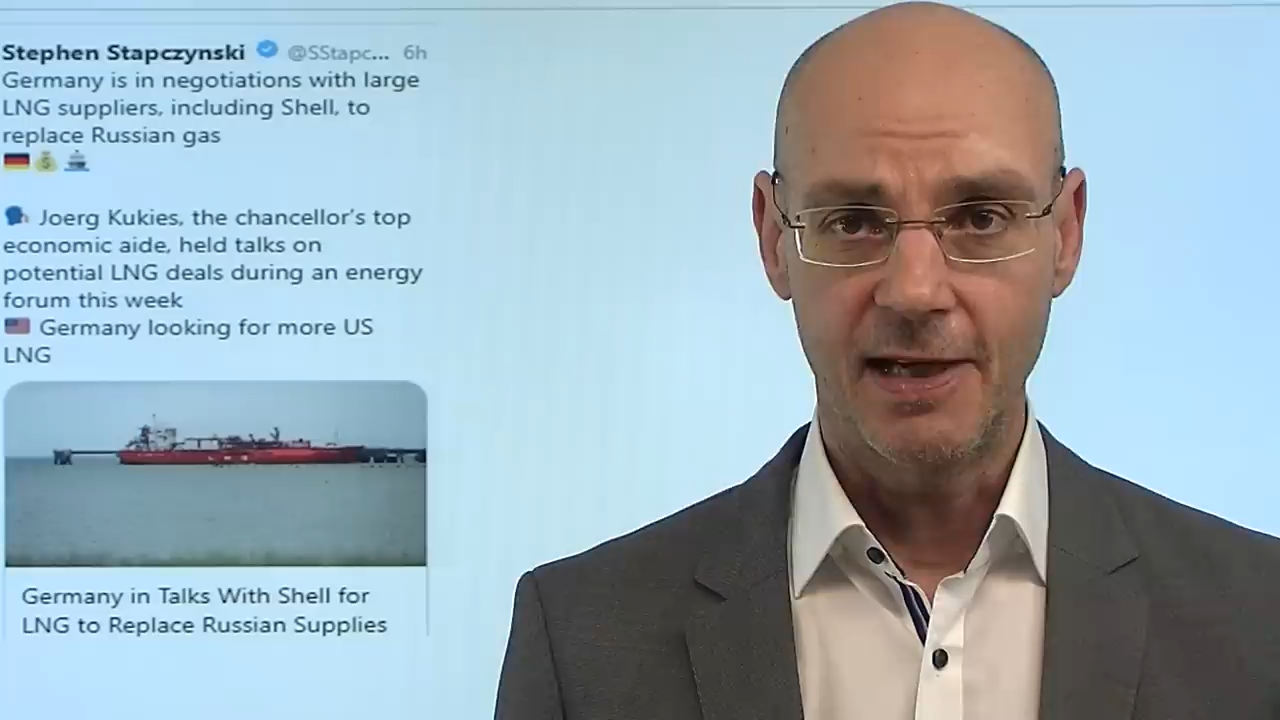 Stephen Stapczynski @SStapc... 6h
Germany is in negotiations with large
LNG suppliers, including Shell, to
replace Russian gas
Joerg Kukies, the chancellor's top
economic aide, held talks on
potential LNG deals during an energy
forum this week
Germany looking for more US
LNG
Germany in Talks With Shell for
LNG to Replace Russian Supplies